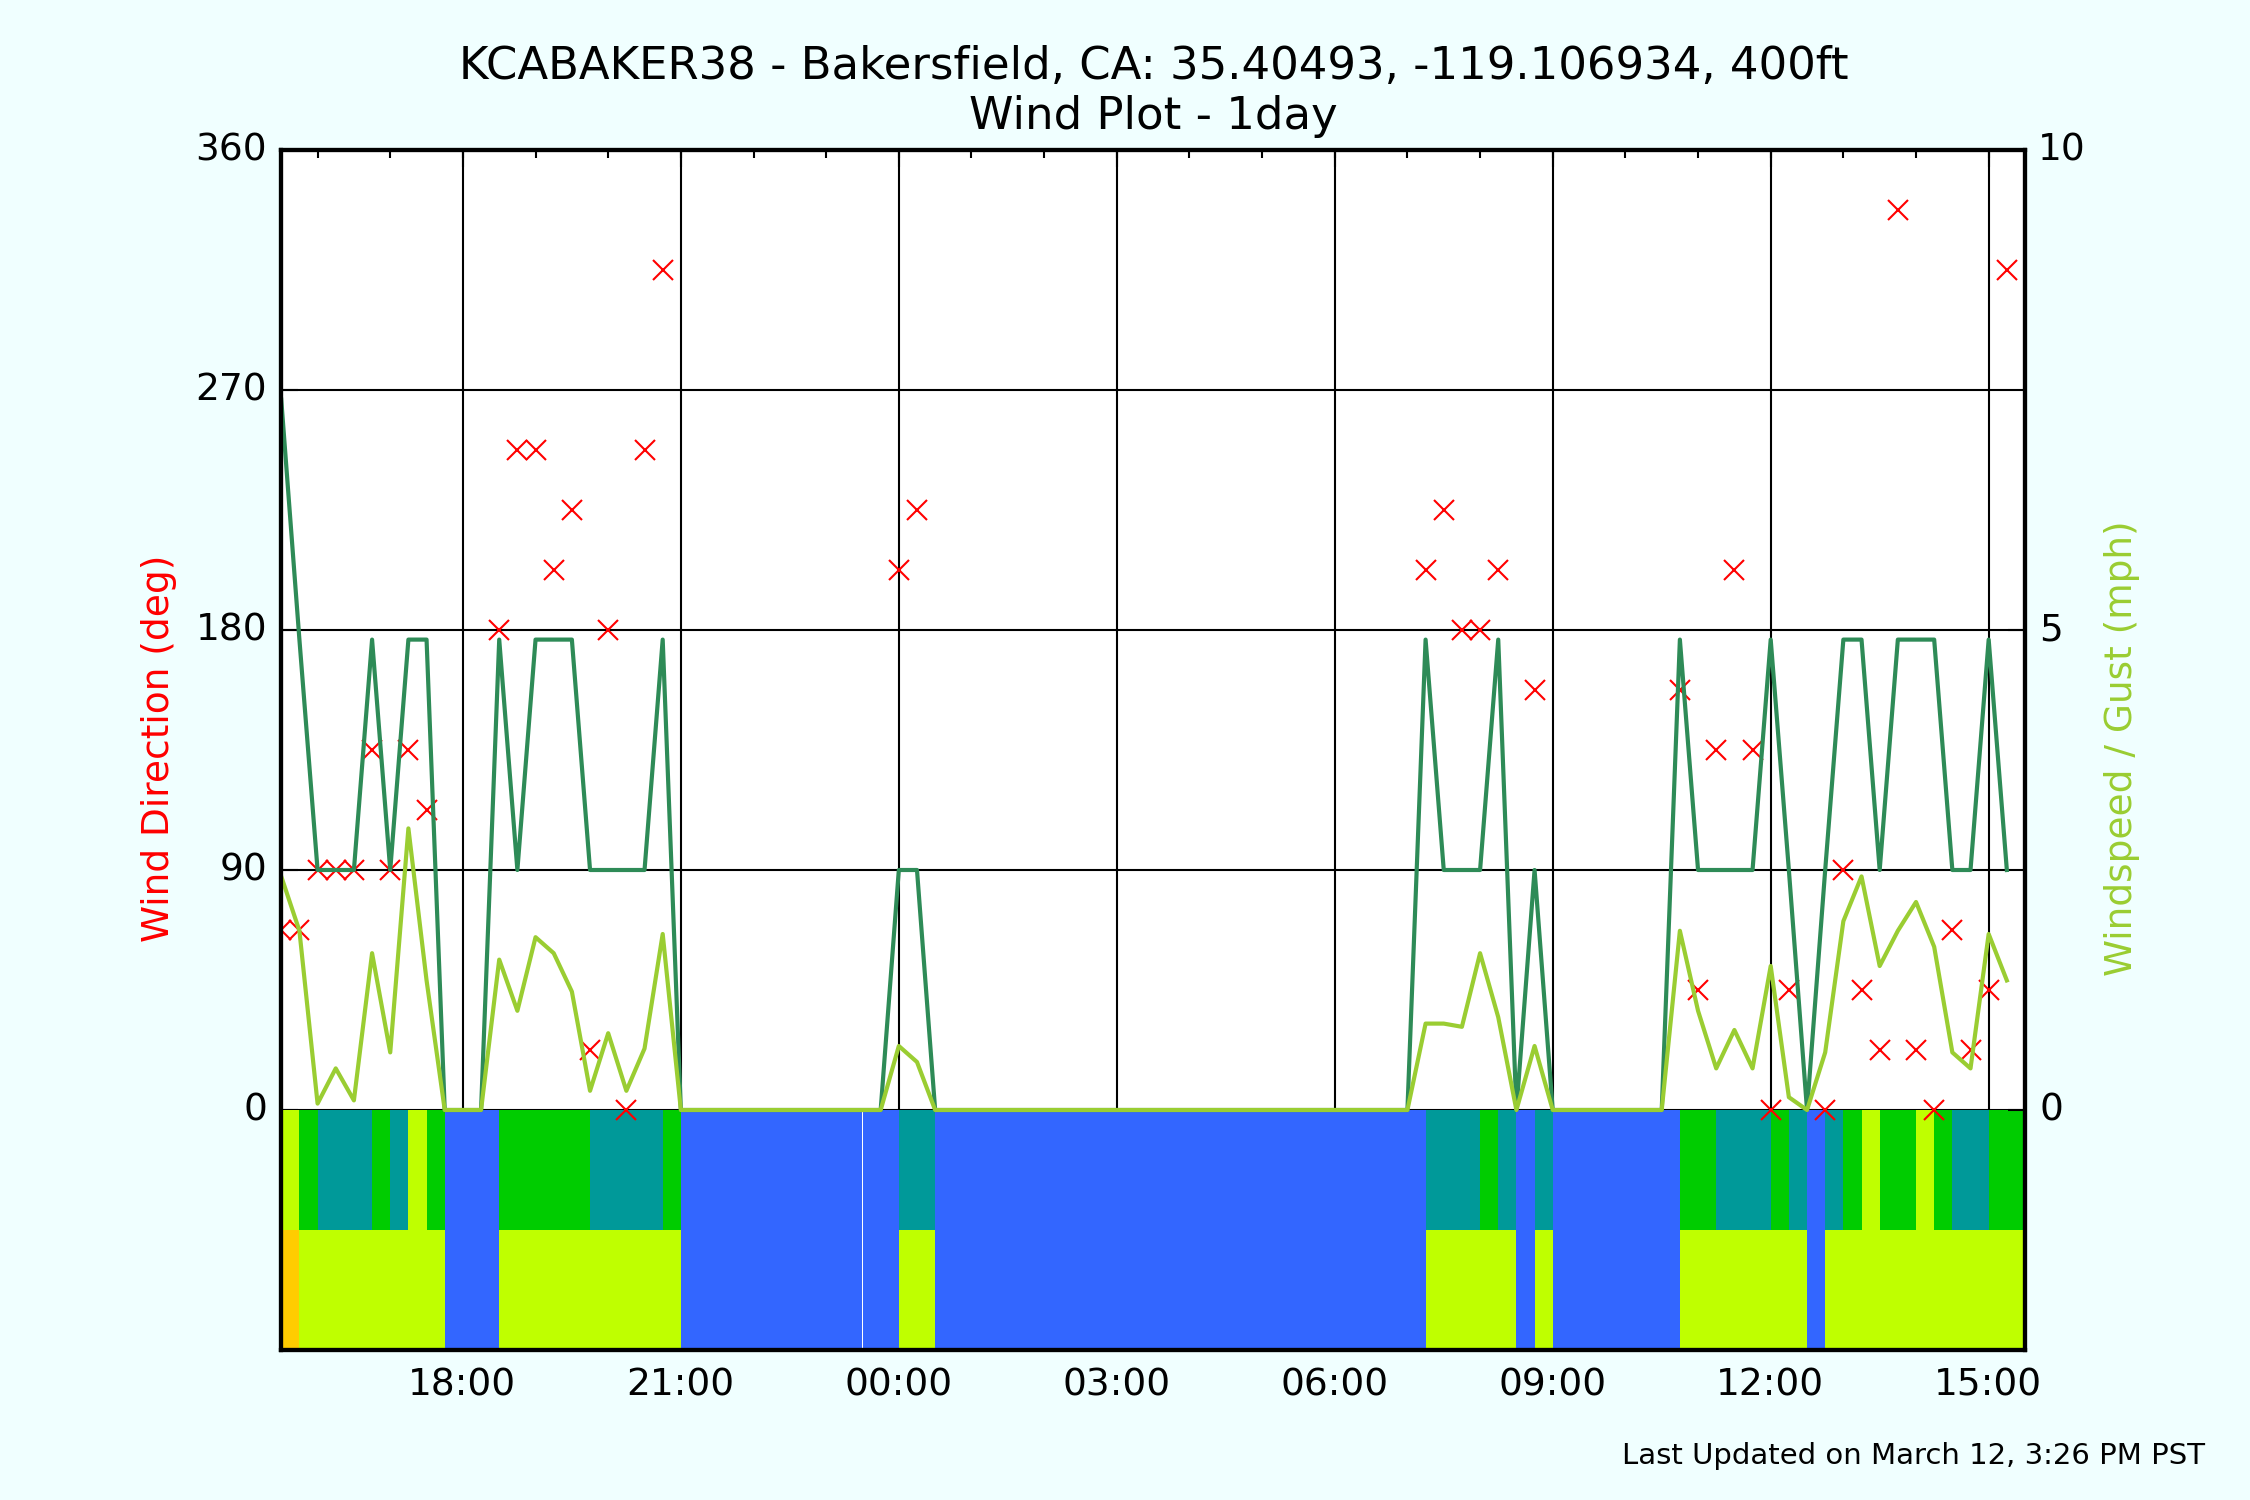 KCABAKER38 - Bakersfield, CA: 35.40493, -119.106934, 400ft
Wind Plot - 1day
360
270
180
90
0
Wind Direction (deg)
10
5
0
Windspeed / Gust (mph)
18:00 21:00 00:00 03:00 06:00 09:00 12:00 15:00
Last Updated on March 12, 3:26 PM PST